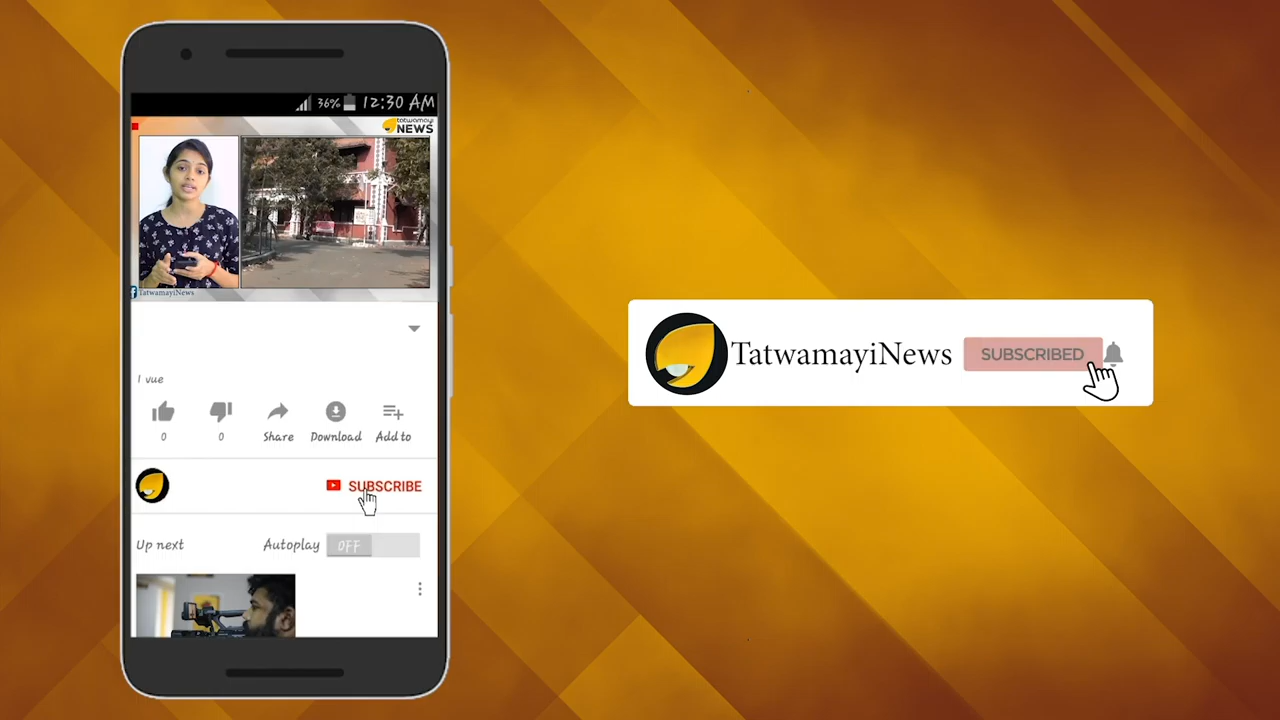 36% 12:30 AM
tatwamayi
NEWS
TatwamayiNews
1 vue
0 0 Share Download Add to
SUBSCRIBE
Up next Autoplay OFF
TatwamayiNews SUBSCRIBED